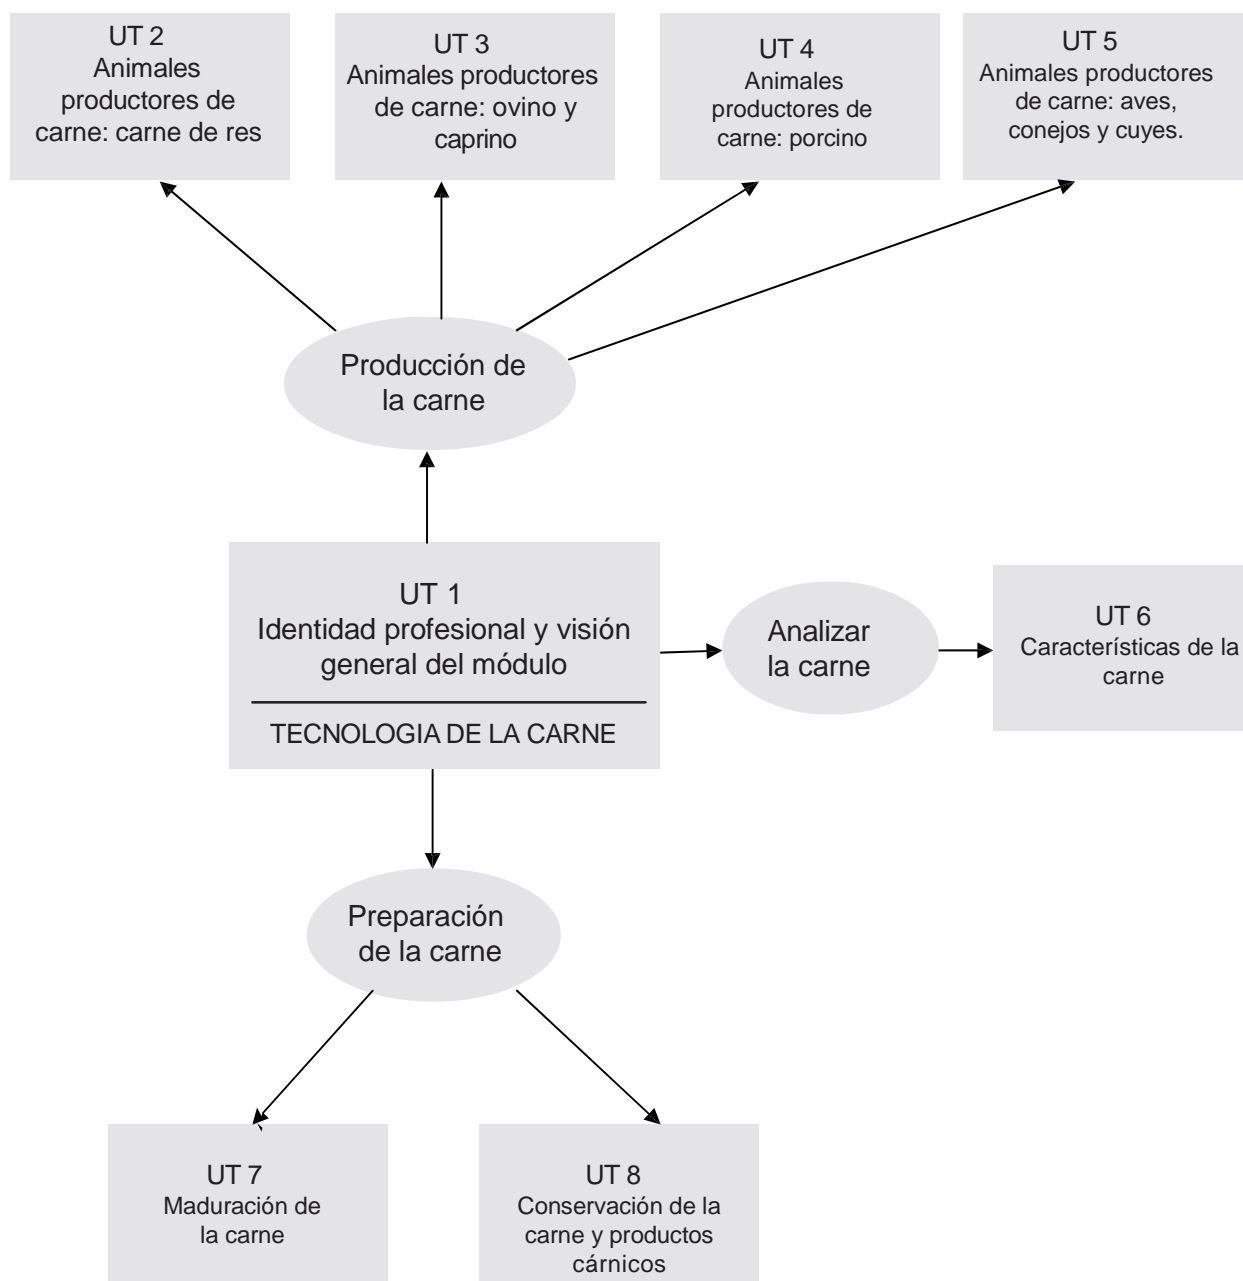 UT 2
Animales
productores de
carne: carne de res
UT 3
Animales productores
de carne: ovino y
caprino
UT 4
Animales
productores de
carne: porcino
UT 5
Animales productores
de carne: aves,
conejos y cuyes.
Producción de
la carne
UT 1
Identidad profesional y visión
general del módulo
TECNOLOGIA DE LA CARNE
Analizar
la carne
UT 6
Características de la
carne
Preparación
de la carne
UT 7
Maduración de
la carne
UT 8
Conservación de la
carne y productos
cárnicos